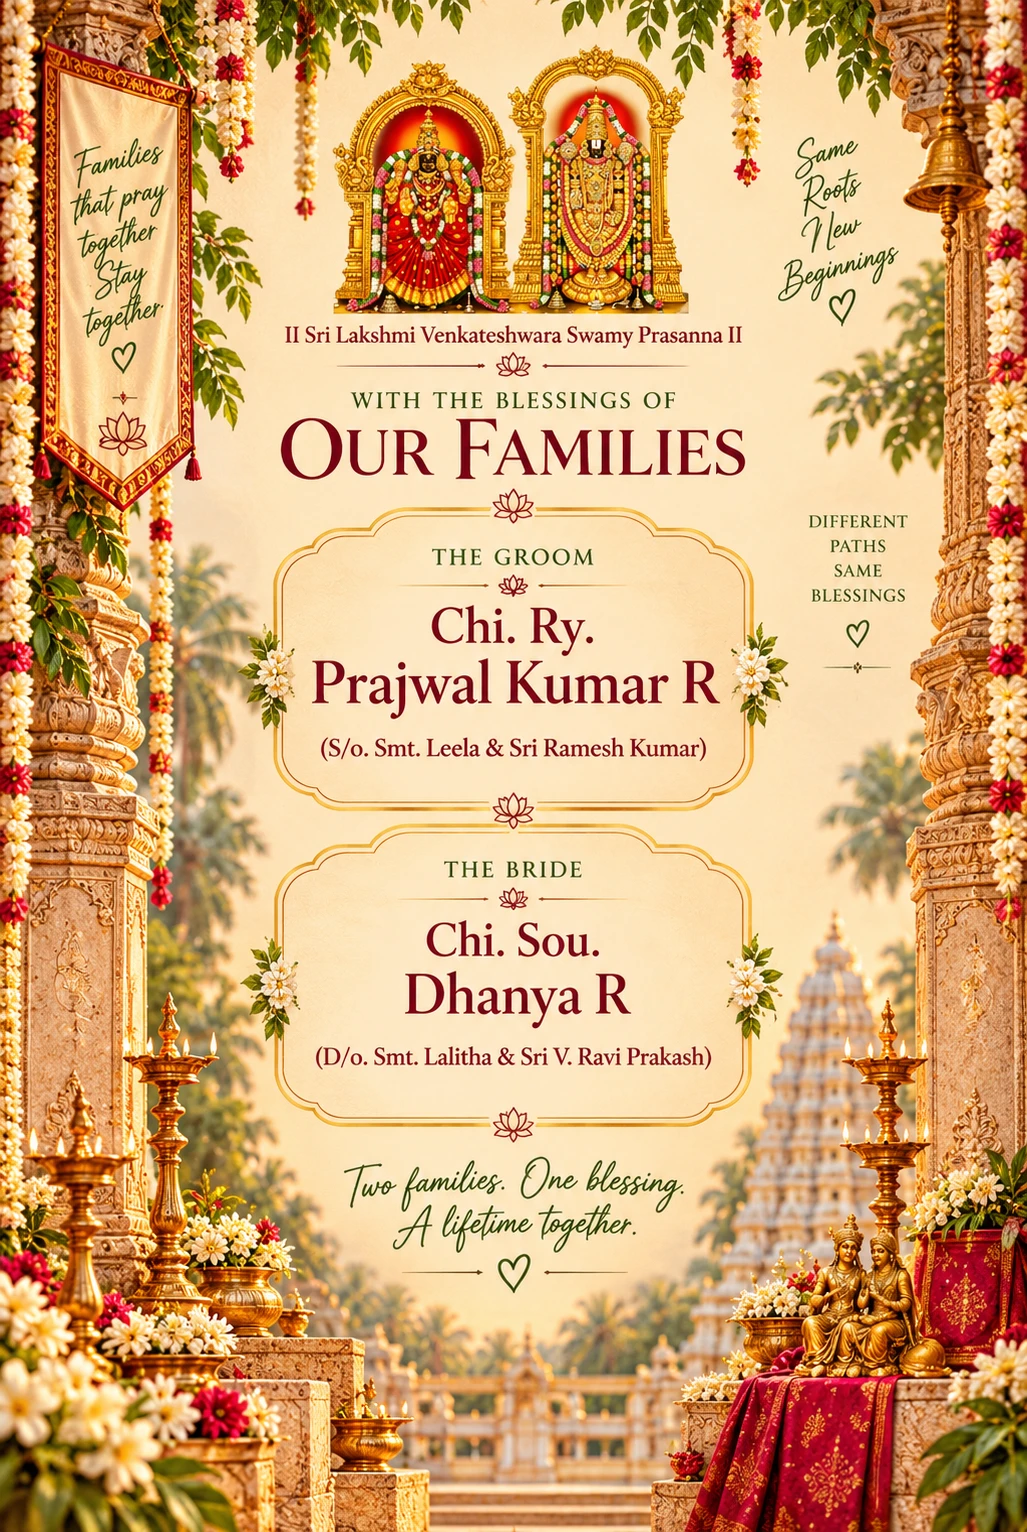 Families
that pray
together
Stay
together.
Same
Roots
New
Beginnings
II Sri Lakshmi Venkateshwara Swamy Prasanna II
WITH THE BLESSINGS OF
OUR FAMILIES
THE GROOM
Chi. Ry.
Prajwal Kumar R
(S/o. Smt. Leela & Sri Ramesh Kumar)
DIFFERENT
PATHS
SAME
BLESSINGS
THE BRIDE
Chi. Sou.
Dhanya R
(D/o. Smt. Lalitha & Sri V. Ravi Prakash)
Two families. One blessing.
A lifetime together.